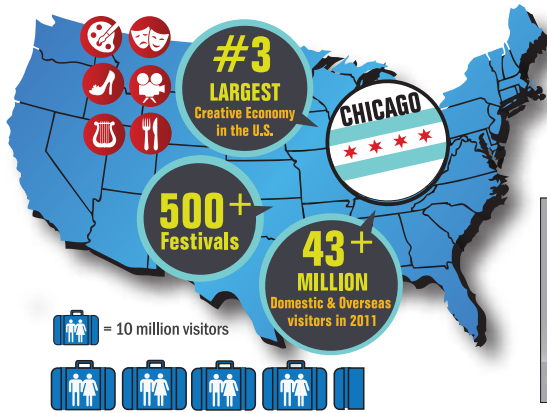 #3
LARGEST
Creative Economy
in the U.S.
CHICAGO
500+
Festivals
43+
MILLION
Domestic & Overseas
visitors in 2011
= 10 million visitors